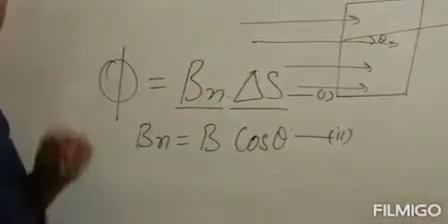 θ
Φ = Bn ΔS —(i)
Bn = B Cosθ —(ii)
FILMIGO